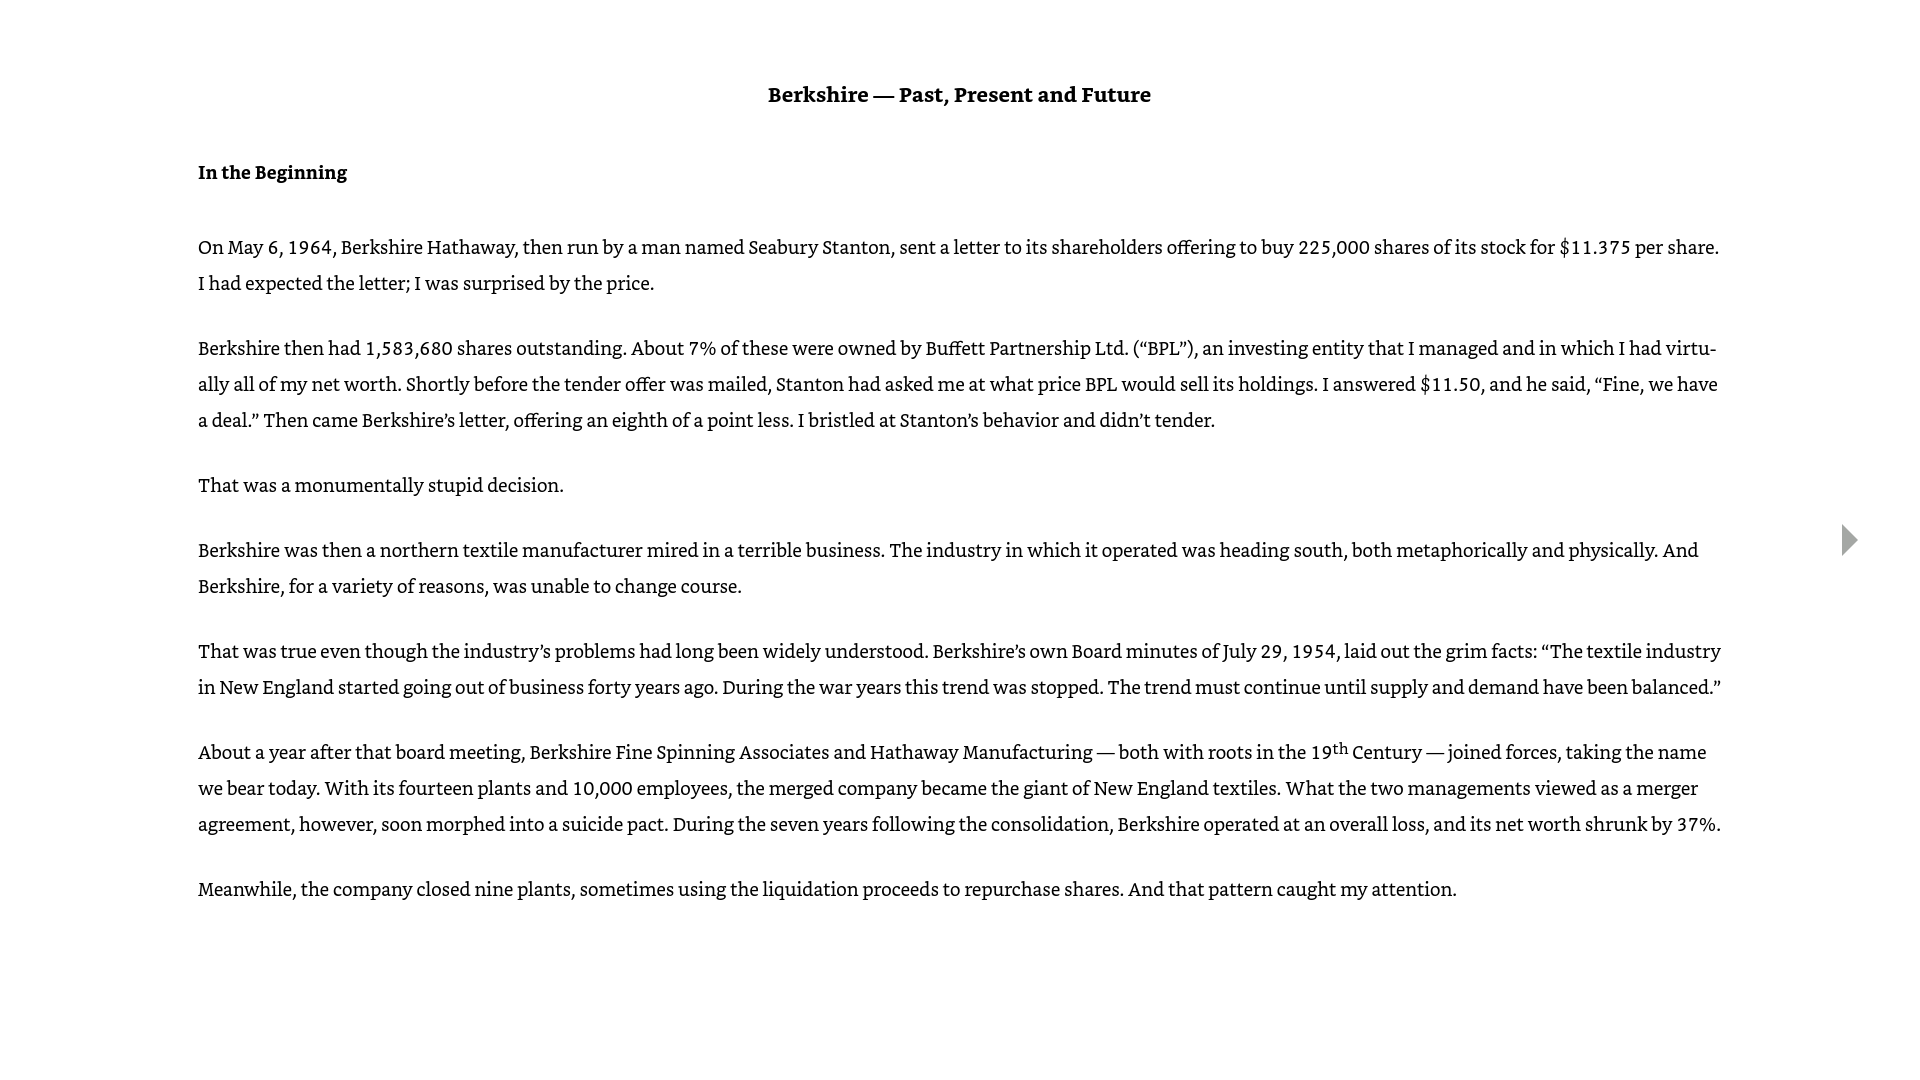 Berkshire — Past, Present and Future
In the Beginning
On May 6, 1964, Berkshire Hathaway, then run by a man named Seabury Stanton, sent a letter to its shareholders offering to buy 225,000 shares of its stock for $11.375 per share.
I had expected the letter; I was surprised by the price.
Berkshire then had 1,583,680 shares outstanding. About 7% of these were owned by Buffett Partnership Ltd. (“BPL”), an investing entity that I managed and in which I had virtu-
ally all of my net worth. Shortly before the tender offer was mailed, Stanton had asked me at what price BPL would sell its holdings. I answered $11.50, and he said, “Fine, we have
a deal.” Then came Berkshire’s letter, offering an eighth of a point less. I bristled at Stanton’s behavior and didn’t tender.
That was a monumentally stupid decision.
Berkshire was then a northern textile manufacturer mired in a terrible business. The industry in which it operated was heading south, both metaphorically and physically. And
Berkshire, for a variety of reasons, was unable to change course.
That was true even though the industry’s problems had long been widely understood. Berkshire’s own Board minutes of July 29, 1954, laid out the grim facts: “The textile industry
in New England started going out of business forty years ago. During the war years this trend was stopped. The trend must continue until supply and demand have been balanced.”
About a year after that board meeting, Berkshire Fine Spinning Associates and Hathaway Manufacturing — both with roots in the 19th Century — joined forces, taking the name
we bear today. With its fourteen plants and 10,000 employees, the merged company became the giant of New England textiles. What the two managements viewed as a merger
agreement, however, soon morphed into a suicide pact. During the seven years following the consolidation, Berkshire operated at an overall loss, and its net worth shrunk by 37%.
Meanwhile, the company closed nine plants, sometimes using the liquidation proceeds to repurchase shares. And that pattern caught my attention.